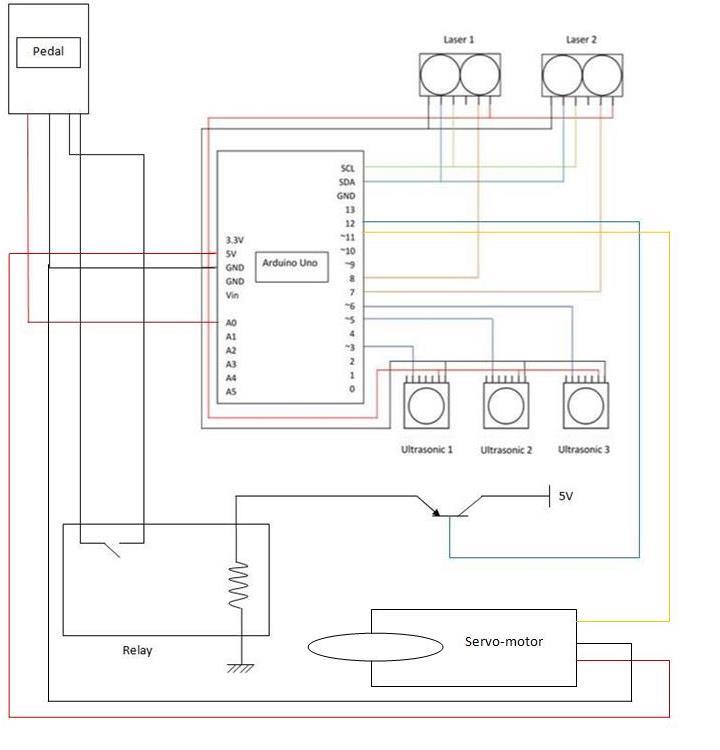 Pedal
Laser 1
Laser 2
SCL
SDA
GND
13
12
~11
~10
~9
8
7
~6
~5
4
~3
2
1
0
3.3V
5V
GND
GND
Vin
A0
A1
A2
A3
A4
A5
Arduino Uno
Ultrasonic 1
Ultrasonic 2
Ultrasonic 3
5V
Relay
Servo-motor